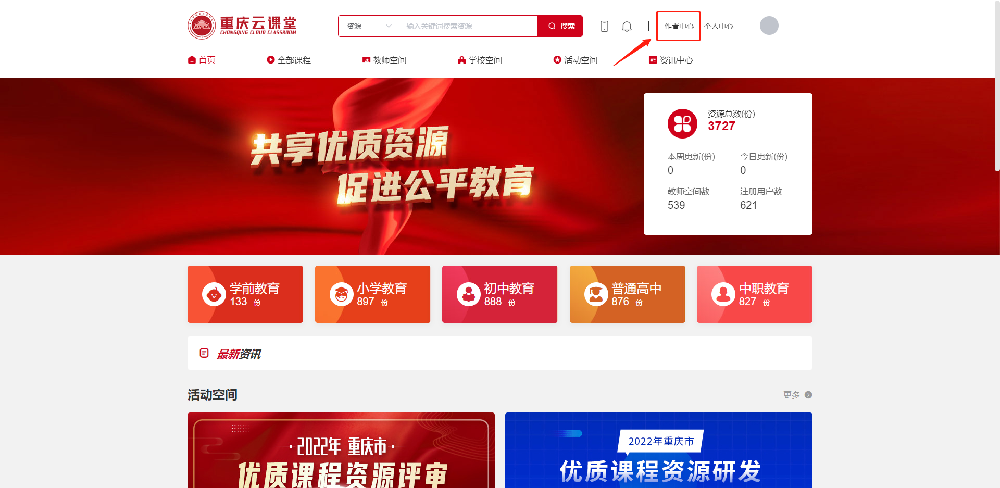 重庆云课堂
CHONGQING CLOUD CLASSROOM
资源
输入关键词搜索资源
搜索
作者中心
个人中心
首页
全部课程
教师空间
学校空间
活动空间
资讯中心
共享优质资源
促进公平教育
资源总数(份)
3727
本周更新(份)
今日更新(份)
0
0
教师空间数
注册用户数
539
621
学前教育
133 份
小学教育
897 份
初中教育
888 份
普通高中
876 份
中职教育
827 份
最新资讯
活动空间
更多
2022年 重庆市
优质课程资源评审
2022年重庆市
优质课程资源研发